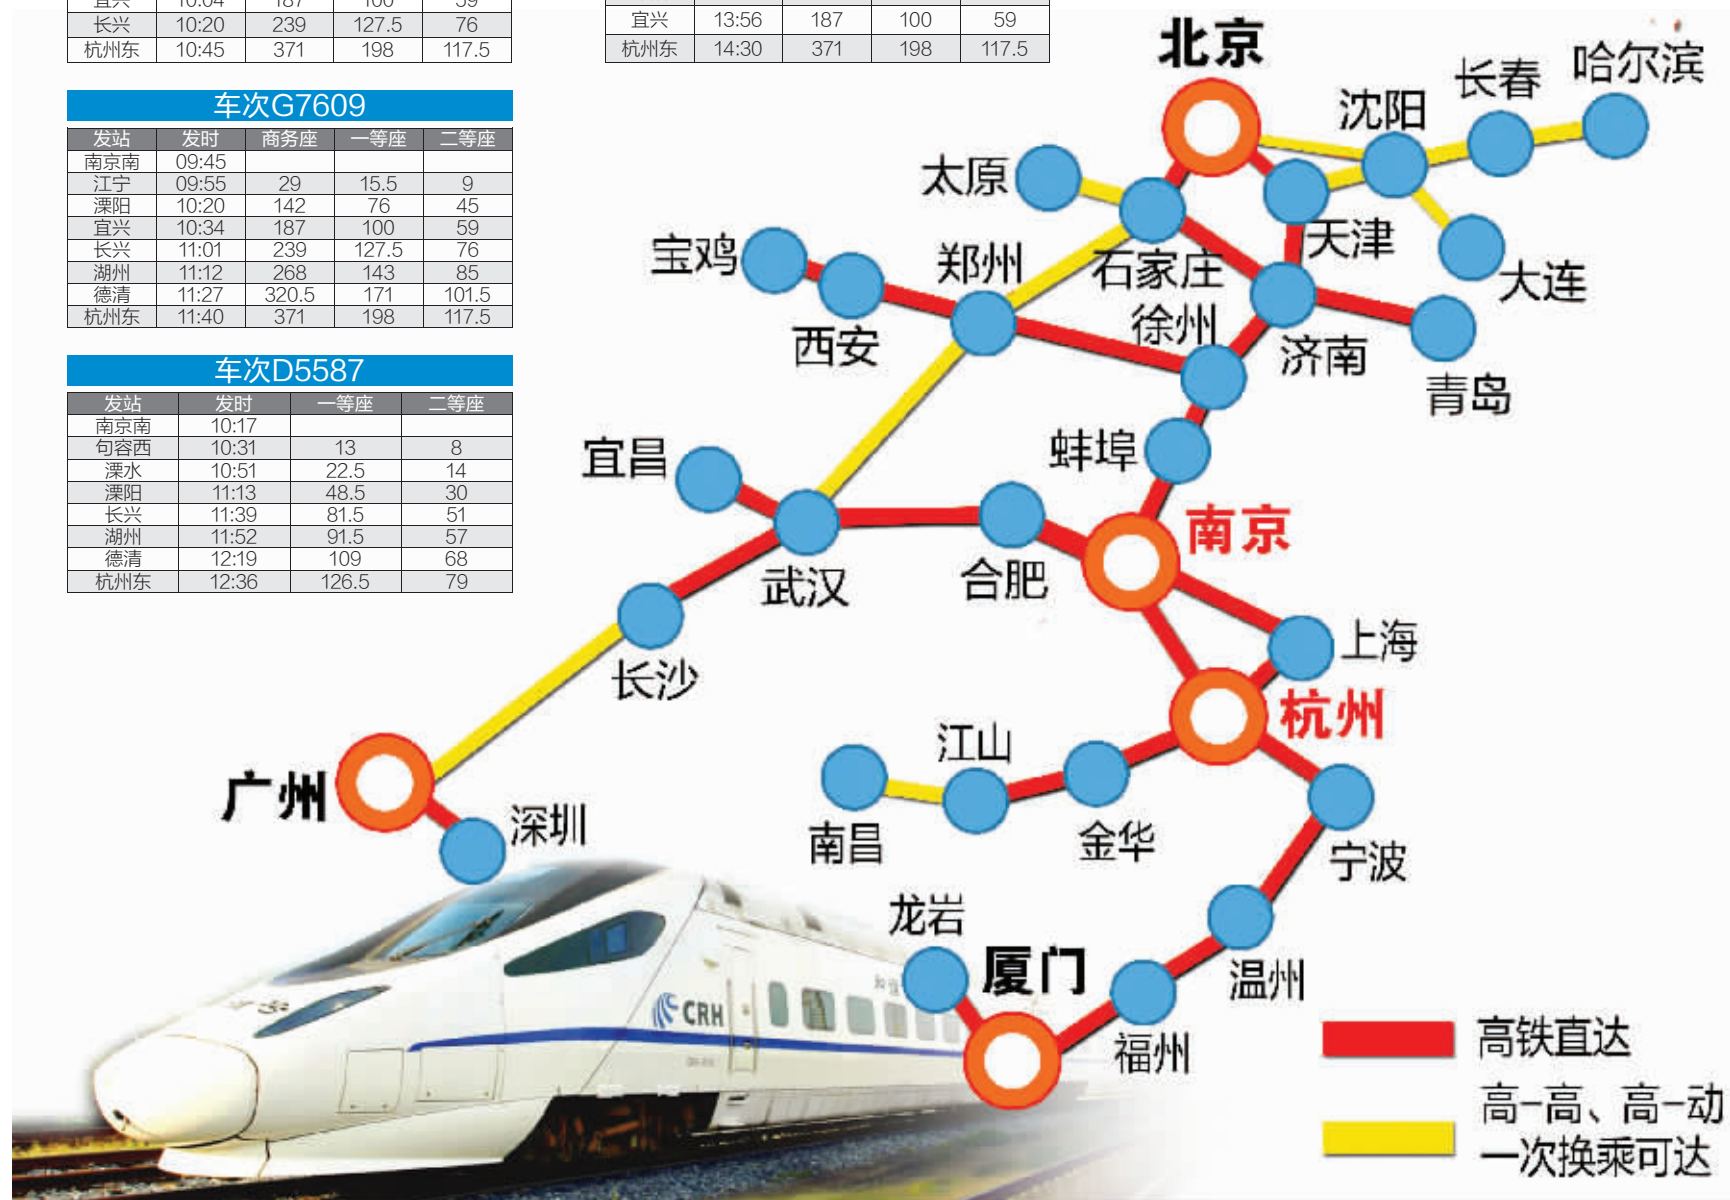 宜兴 10:04 187 100 59
长兴 10:20 239 127.5 76
杭州东 10:45 371 198 117.5
宜兴 13:56 187 100 59
杭州东 14:30 371 198 117.5
车次G7609
发站 发时 商务座 一等座 二等座
南京南 09:45
江宁 09:55 29 15.5 9
溧阳 10:20 142 76 45
宜兴 10:34 187 100 59
长兴 11:01 239 127.5 76
湖州 11:12 268 143 85
德清 11:27 320.5 171 101.5
杭州东 11:40 371 198 117.5
车次D5587
发站 发时 一等座 二等座
南京南 10:17
句容西 10:31 13 8
溧水 10:51 22.5 14
溧阳 11:13 48.5 30
长兴 11:39 81.5 51
湖州 11:52 91.5 57
德清 12:19 109 68
杭州东 12:36 126.5 79
北京
哈尔滨
长春
沈阳
太原
天津
石家庄
大连
宝鸡
郑州
西安
徐州
济南
青岛
蚌埠
宜昌
南京
武汉
合肥
上海
长沙
杭州
江山
广州
深圳
南昌
金华
宁波
龙岩
厦门
温州
福州
CRH
高铁直达
高-高、高-动
一次换乘可达